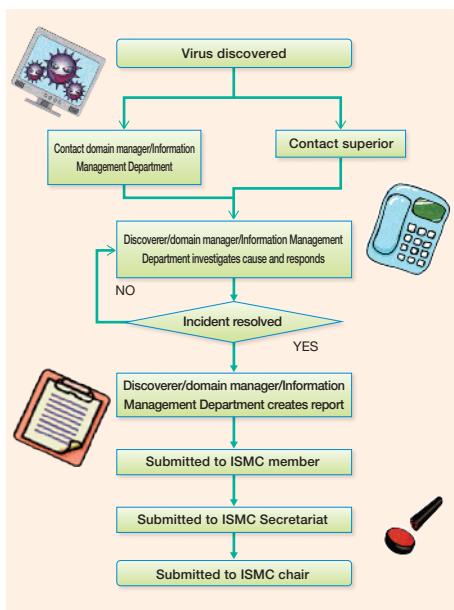 Virus discovered
Contact domain manager/Information
Management Department
Contact superior
Discoverer/domain manager/Information Management
Department investigates cause and responds
NO
Incident resolved
YES
Discoverer/domain manager/Information
Management Department creates report
Submitted to ISMC member
Submitted to ISMC Secretariat
Submitted to ISMC chair